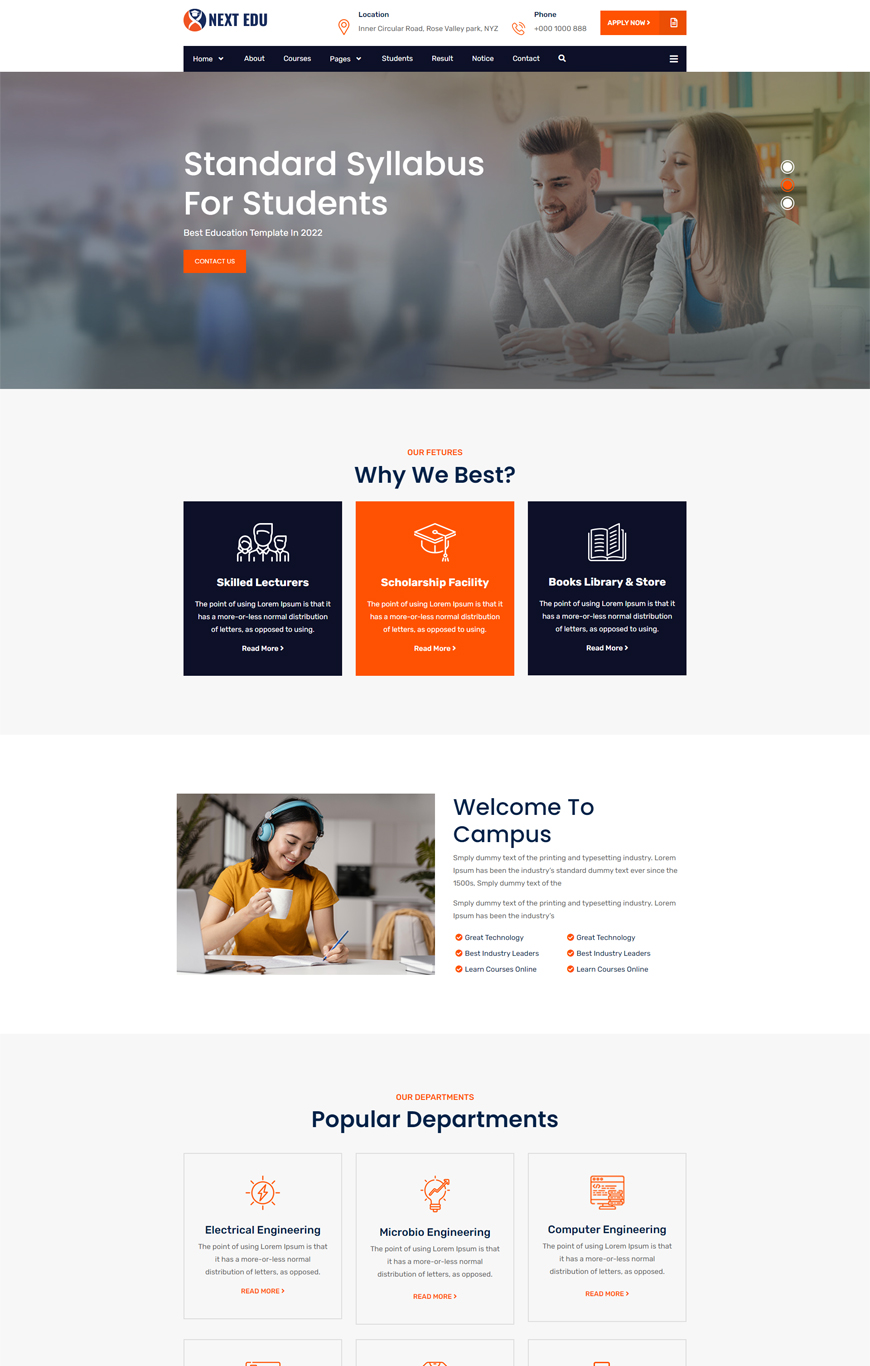 NEXT EDU
Location
Inner Circular Road, Rose Valley park, NYZ
Phone
+000 1000 888
APPLY NOW
Home
About
Courses
Pages
Students
Result
Notice
Contact
Standard Syllabus
For Students
Best Education Template In 2022
CONTACT US
OUR FETURES
Why We Best?
Skilled Lecturers
The point of using Lorem Ipsum is that it
has a more-or-less normal distribution
of letters, as opposed to using.
Read More
Scholarship Facility
The point of using Lorem Ipsum is that it
has a more-or-less normal distribution
of letters, as opposed to using.
Read More
Books Library & Store
The point of using Lorem Ipsum is that it
has a more-or-less normal distribution
of letters, as opposed to using.
Read More
Welcome To
Campus
Smply dummy text of the printing and typesetting industry. Lorem
Ipsum has been the industry's standard dummy text ever since the
1500s, Smply dummy text of the
Smply dummy text of the printing and typesetting industry. Lorem
Ipsum has been the industry's
Great Technology
Best Industry Leaders
Learn Courses Online
Great Technology
Best Industry Leaders
Learn Courses Online
OUR DEPARTMENTS
Popular Departments
Electrical Engineering
The point of using Lorem Ipsum is that
it has a more-or-less normal
distribution of letters, as opposed.
READ MORE
Microbio Engineering
The point of using Lorem Ipsum is that
it has a more-or-less normal
distribution of letters, as opposed.
READ MORE
Computer Engineering
The point of using Lorem Ipsum is that
it has a more-or-less normal
distribution of letters, as opposed.
READ MORE